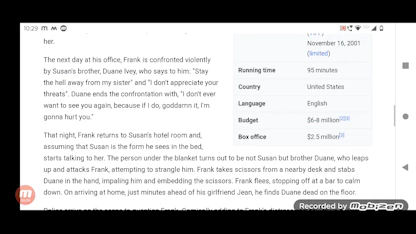 10:29
her.
November 16, 2001
(limited)
The next day at his office, Frank is confronted violently
by Susan's brother, Duane Ivey, who says to him: "Stay
the hell away from my sister" and "I don't appreciate your
threats". Duane ends the confrontation with, "I don't ever
want to see you again, because if I do, goddarnn it, I'm
gonna hurt you."
Running time 95 minutes
Country United States
Language English
Budget $6-8 million[2][3]
Box office $2.5 million[3]
That night, Frank returns to Susan's hotel room and,
assuming that Susan is the form he sees in the bed,
starts talking to her. The person under the blanket turns out to be not Susan but brother Duane, who leaps
up and attacks Frank, attempting to strangle him. Frank takes scissors from a nearby desk and stabs
Duane in the hand, impaling him and embedding the scissors. Frank flees, stopping off at a bar to calm
down. On arriving at home, just minutes ahead of his girlfriend Jean, he finds Duane dead on the floor.
Recorded by Mobizen